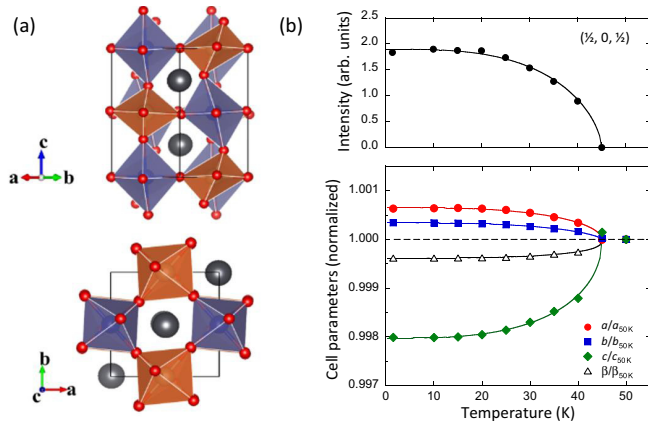 (a)
c
a
b
b
c
a
(b)
Intensity (arb. units)
2.5
2.0
1.5
1.0
0.5
0.0
(½, 0, ½)
Cell parameters (normalized)
1.001
1.000
0.999
0.998
0.997
a/a50K
b/b50K
c/c50K
β/β50K
0 10 20 30 40 50
Temperature (K)